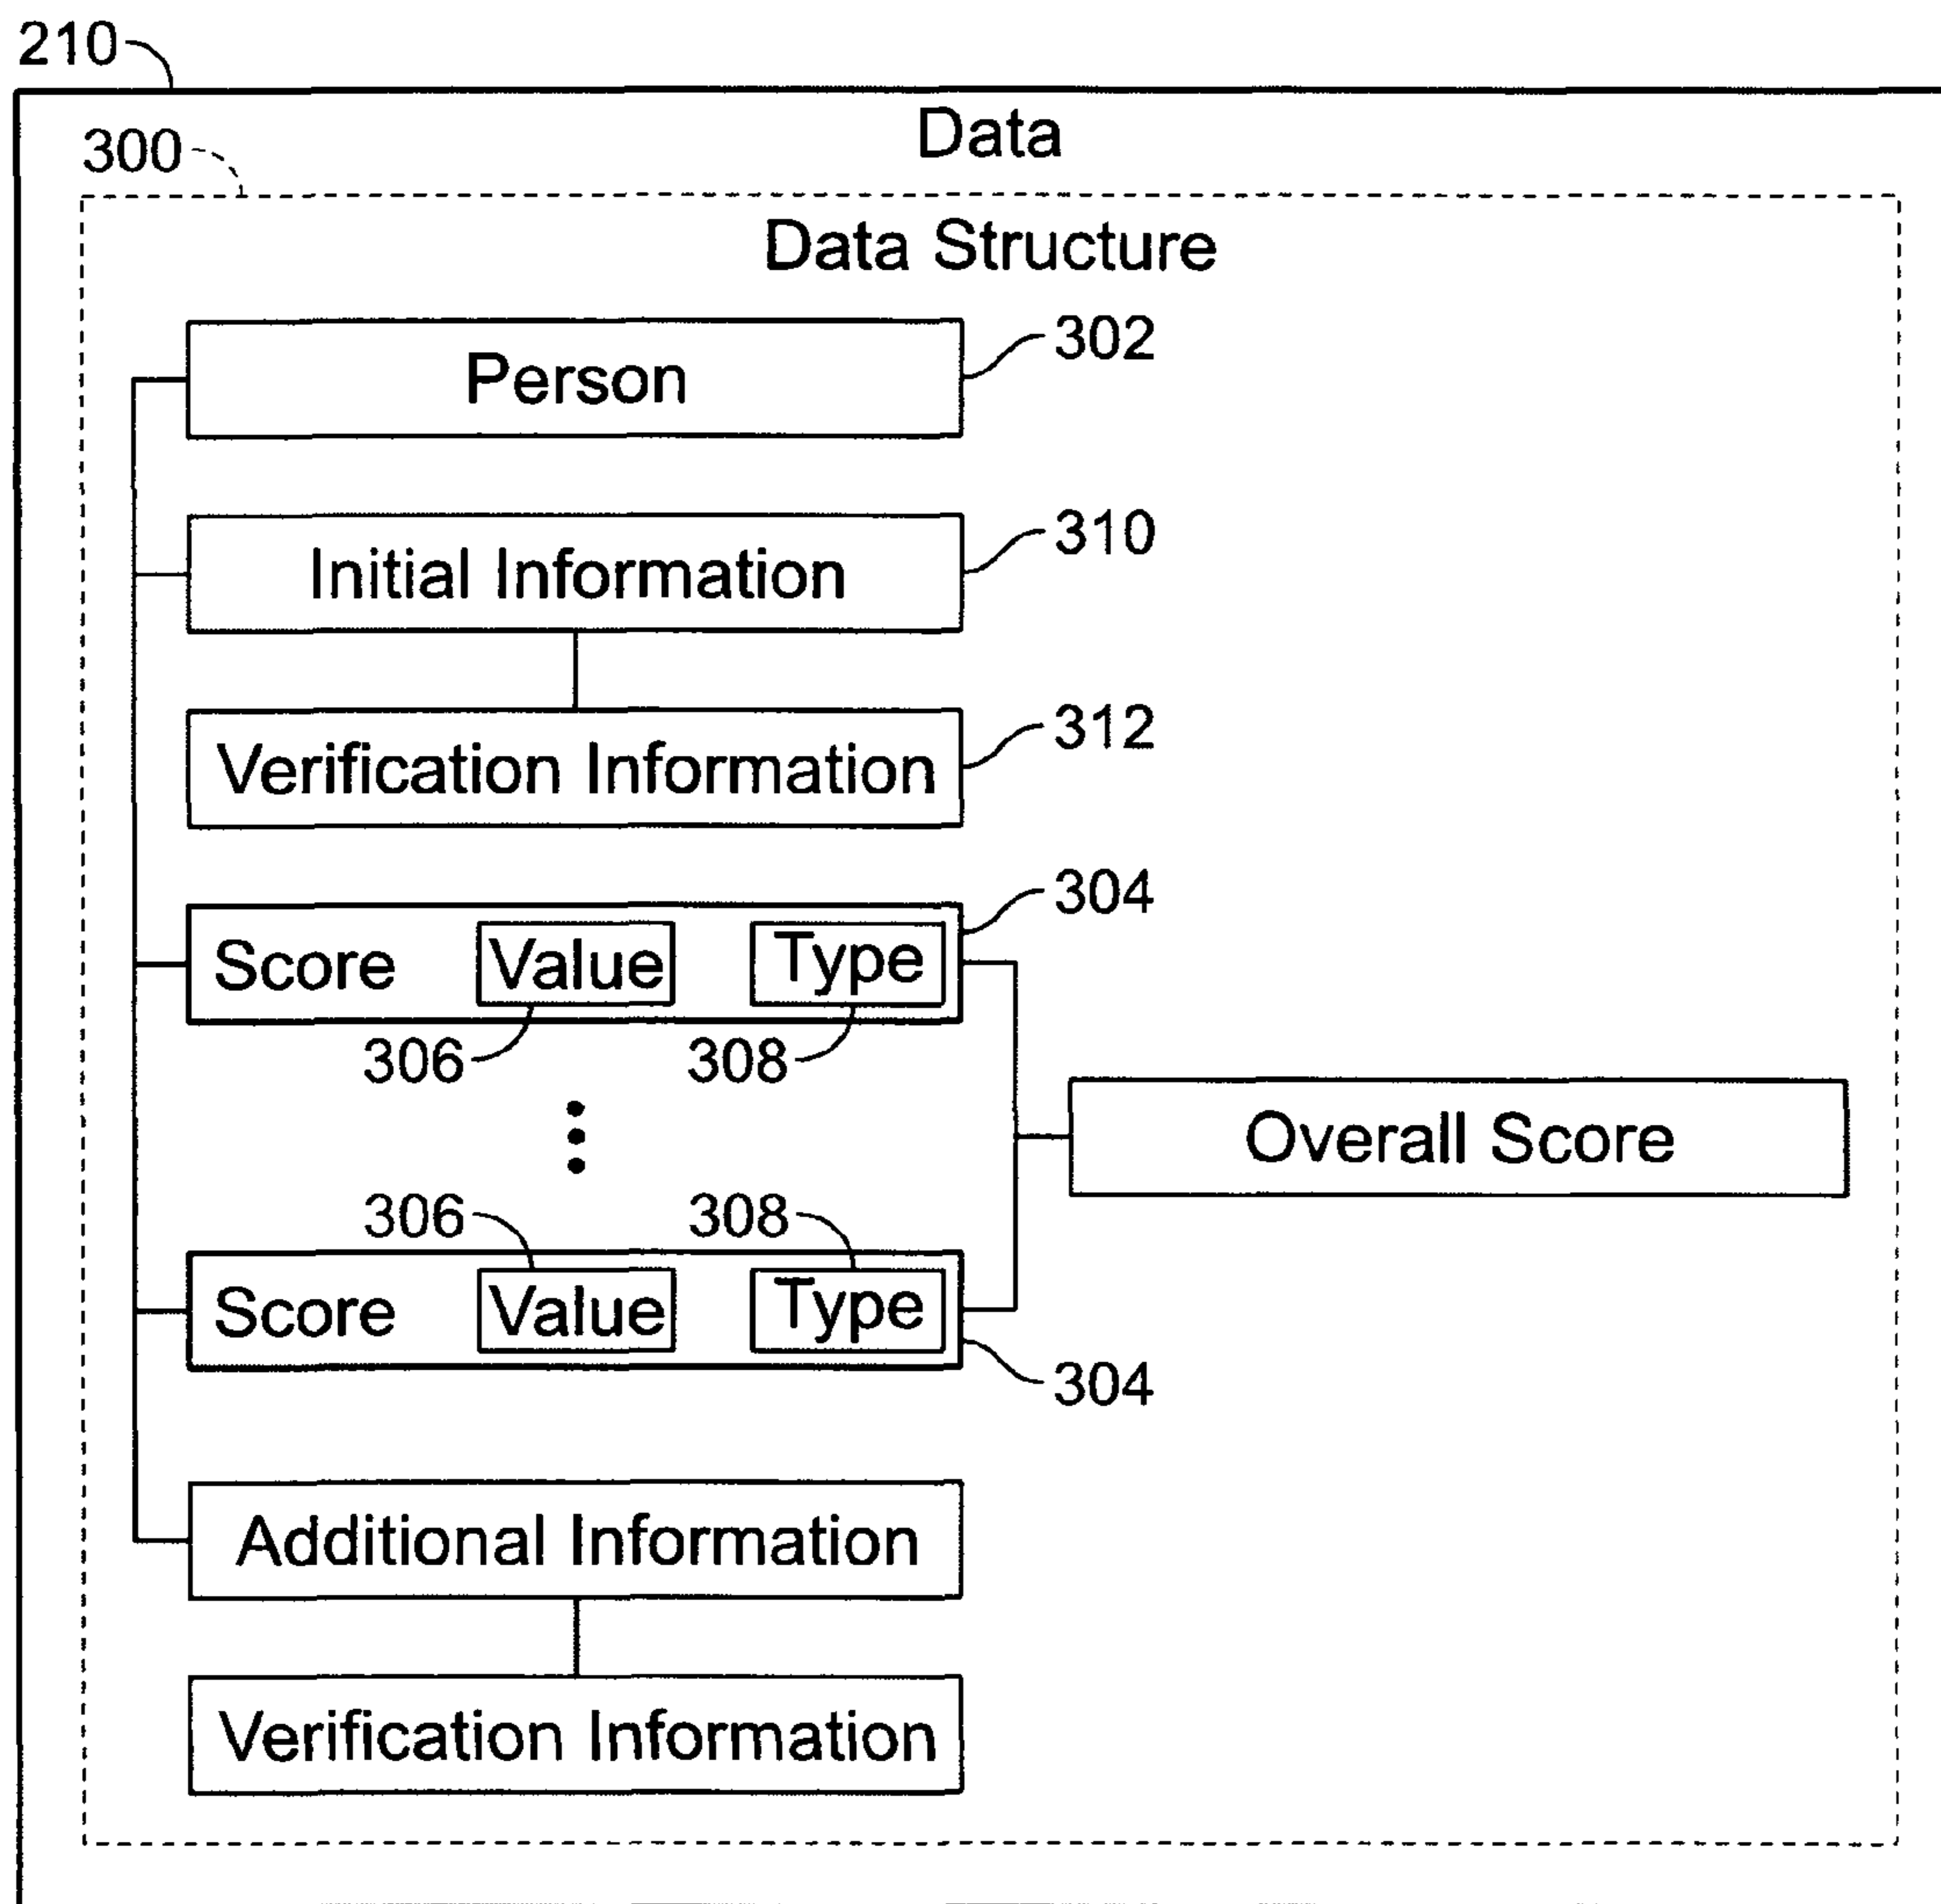 210
Data
300
Data Structure
Person
302
Initial Information
310
Verification Information
312
304
Score Value Type
306 308
Overall Score
306 308
Score Value Type
304
Additional Information
Verification Information